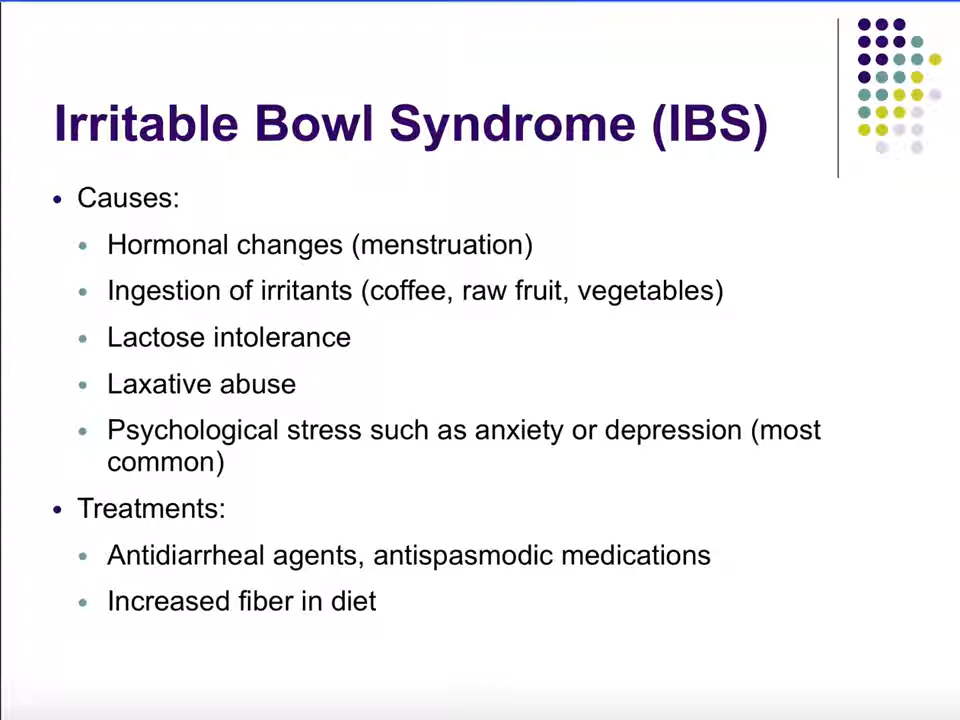 Irritable Bowl Syndrome (IBS)
• Causes:
• Hormonal changes (menstruation)
• Ingestion of irritants (coffee, raw fruit, vegetables)
• Lactose intolerance
• Laxative abuse
• Psychological stress such as anxiety or depression (most
common)
• Treatments:
• Antidiarrheal agents, antispasmodic medications
• Increased fiber in diet